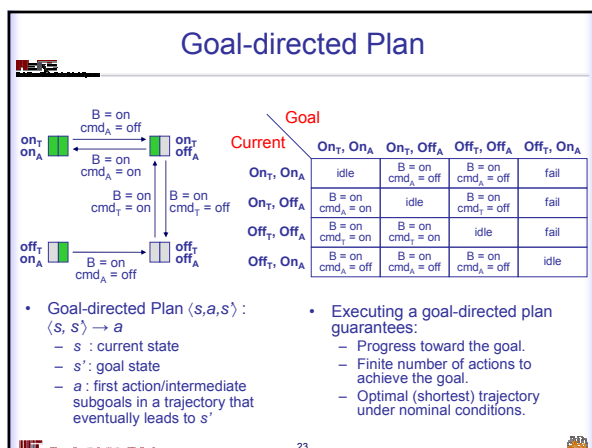 Goal-directed Plan
B = on
cmdA = off
onT
onA
onT
offA
B = on
cmdA = on
B = on
cmdT = on
B = on
cmdT = off
offT
onA
offT
offA
B = on
cmdA = off
Goal
Current
OnT, OnA OnT, OffA OffT, OffA OffT, OnA
OnT, OnA idle B = on cmdA = off B = on cmdA = off fail
OnT, OffA B = on cmdA = on idle B = on cmdT = off fail
OffT, OffA B = on cmdT = on B = on cmdT = on idle fail
OffT, OnA B = on cmdA = off B = on cmdA = off B = on cmdA = off idle
• Goal-directed Plan ⟨s,a,s'⟩ :
⟨s, s'⟩ → a
– s : current state
– s' : goal state
– a : first action/intermediate
subgoals in a trajectory that
eventually leads to s'
• Executing a goal-directed plan
guarantees:
– Progress toward the goal.
– Finite number of actions to
achieve the goal.
– Optimal (shortest) trajectory
under nominal conditions.
23